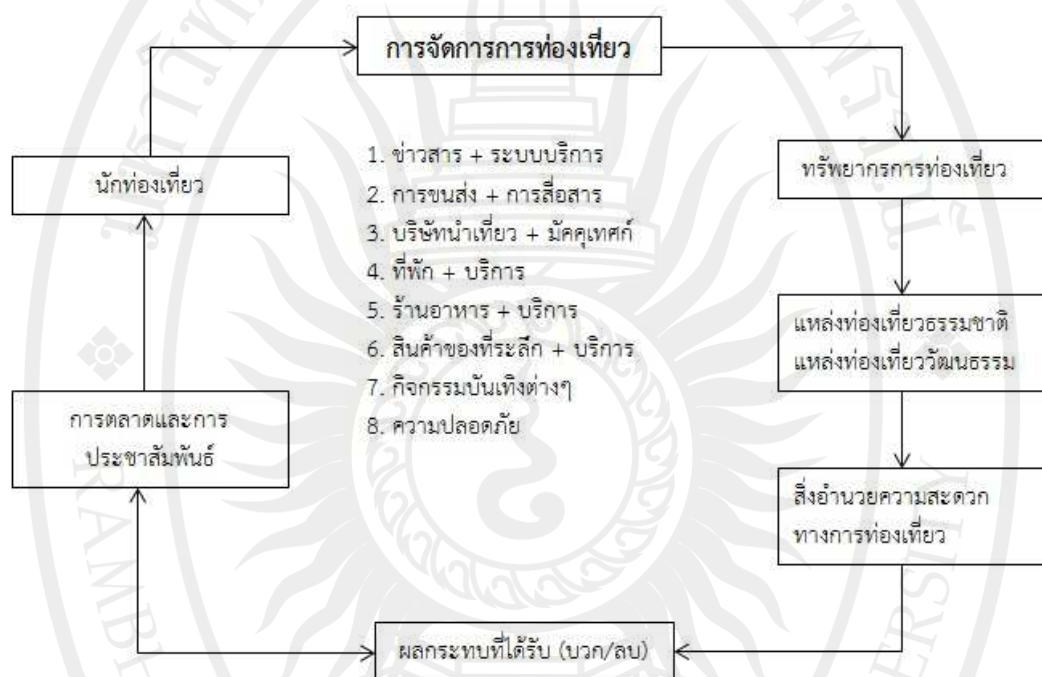 การจัดการการท่องเที่ยว
ทรัพยากรการท่องเที่ยว
แหล่งท่องเที่ยวธรรมชาติ
แหล่งท่องเที่ยววัฒนธรรม
สิ่งอำนวยความสะดวก
ทางการท่องเที่ยว
ผลกระทบที่ได้รับ (บวก/ลบ)
การตลาดและการ
ประชาสัมพันธ์
นักท่องเที่ยว
1. ข่าวสาร + ระบบบริการ
2. การขนส่ง + การสื่อสาร
3. บริษัทนำเที่ยว + มัคคุเทศก์
4. ที่พัก + บริการ
5. ร้านอาหาร + บริการ
6. สินค้าของที่ระลึก + บริการ
7. กิจกรรมบันเทิงต่างๆ
8. ความปลอดภัย